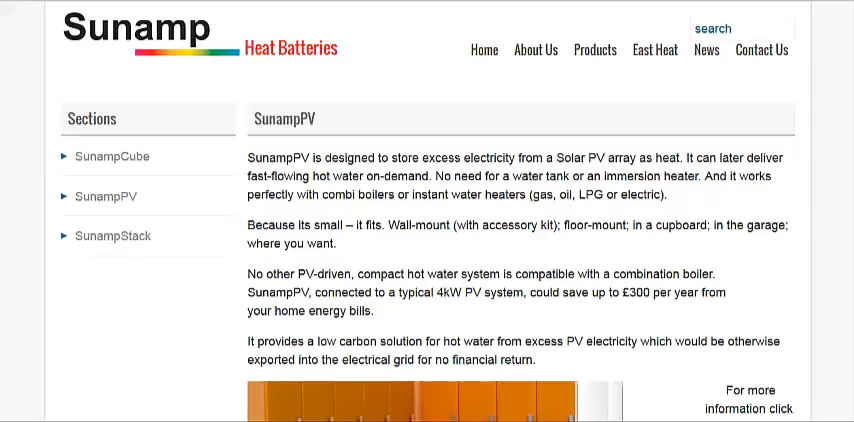 Sunamp
Heat Batteries
search
Home About Us Products East Heat News Contact Us
Sections
SunampCube
SunampPV
SunampStack
SunampPV
SunampPV is designed to store excess electricity from a Solar PV array as heat. It can later deliver
fast-flowing hot water on-demand. No need for a water tank or an immersion heater. And it works
perfectly with combi boilers or instant water heaters (gas, oil, LPG or electric).
Because its small – it fits. Wall-mount (with accessory kit); floor-mount; in a cupboard; in the garage;
where you want.
No other PV-driven, compact hot water system is compatible with a combination boiler.
SunampPV, connected to a typical 4kW PV system, could save up to £300 per year from
your home energy bills.
It provides a low carbon solution for hot water from excess PV electricity which would be otherwise
exported into the electrical grid for no financial return.
For more
information click